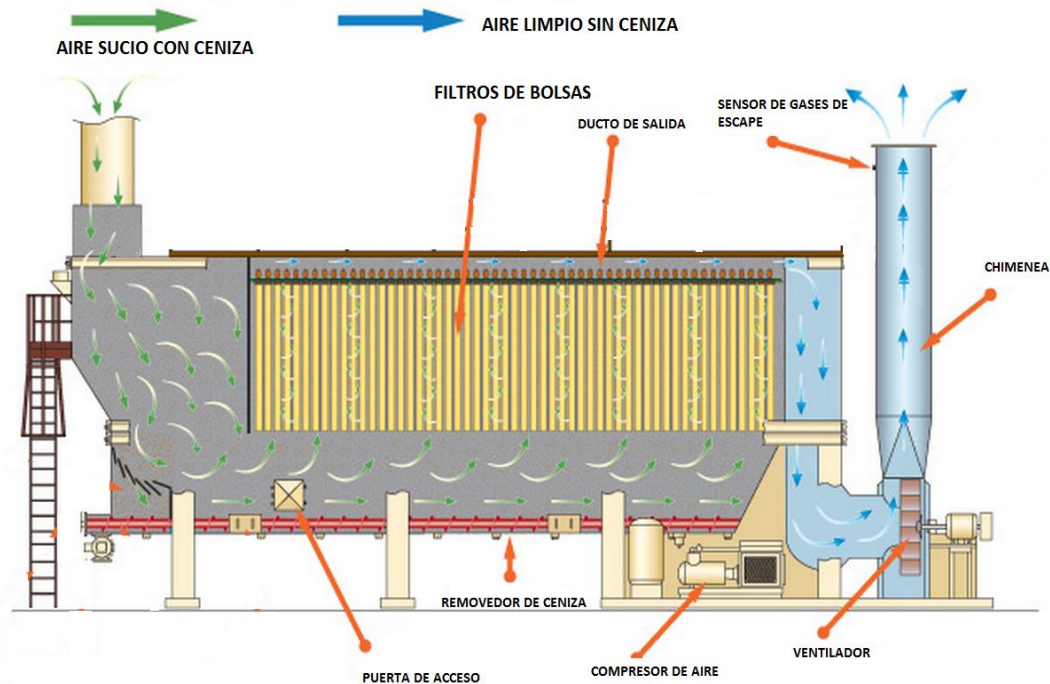 AIRE SUCIO CON CENIZA
AIRE LIMPIO SIN CENIZA
FILTROS DE BOLSAS
DUCTO DE SALIDA
SENSOR DE GASES DE
ESCAPE
CHIMENEA
REMOVEDOR DE CENIZA
PUERTA DE ACCESO
COMPRESOR DE AIRE
VENTILADOR